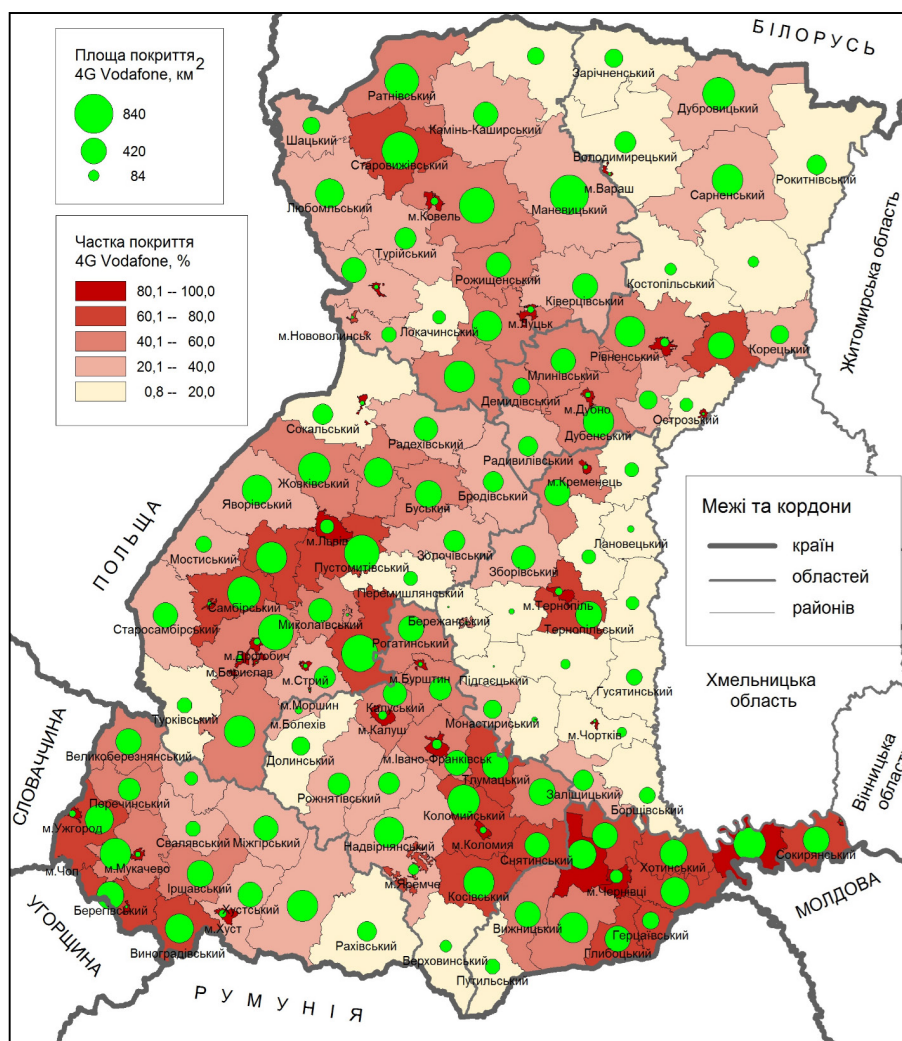 БІЛОРУСЬ
Площа покриття
4G Vodafone, км2
840
420
84
Частка покриття
4G Vodafone, %
80,1 -- 100,0
60,1 -- 80,0
40,1 -- 60,0
20,1 -- 40,0
0,8 -- 20,0
Зарічненський
Ратнівський
Дубровицький
Камінь-Каширський
Шацький
Старовижівський
Володимирецький
м.Вараш
Рокитнівський
Любомльський
м.Ковель
Маневицький
Сарненський
Турійський
Рожищенський
Ківерцівський
Костопільський
Житомирська область
м.Нововолинськ
Локачинський
м.Луцьк
Рівненський
Корецький
Млинівський
Демидівський
м.Дубно
Острозький
Сокальський
Дубенський
Радехівський
Радивилівський
м.Кременець
Жовківський
Яворівський
Буський
Бродівський
ПОЛЬЩА
м.Львів
Лановецький
Мостиський
Пустомитівський
Золочівський
Зборівський
Перемишлянський
Самбірський
м.Тернопіль
Старосамбірський
Миколаївський
Бережанський
Тернопільський
Рогатинський
м.Дрогобич
м.Борислав
м.Стрий
м.Бурштин
Підгаєцький
Гусятинський
м.Моршин
Калуський
Турківський
м.Болехів
м.Калуш
Монастириський
м.Чортків
Межі та кордони
країн
областей
районів
Хмельницька
область
Вінницька
область
СЛОВАЧЧИНА
Великоберезнянський
Долинський
м.Івано-Франківськ
Тлумацький
Перечинський
Рожнятівський
Заліщицький
Борщівський
м.Ужгород
Коломийський
Свалявський
Міжгірський
Надвірнянський
м.Коломия
Снятинський
Хотинський
Сокирянський
м.Чоп
м.Мукачево
Іршавський
м.Яремче
м.Чернівці
МОЛДОВА
УГОРЩИНА
Берегівський
Хустський
Косівський
м.Хуст
Вижницький
Герцаївський
Виноградівський
Рахівський
Верховинський
Глибоцький
Путильський
РУМУНІЯ